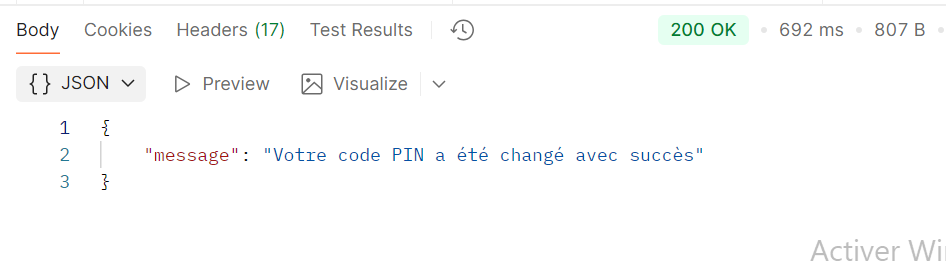 Body Cookies Headers (17) Test Results 200 OK 692 ms 807 B
{} JSON Preview Visualize
1 {
2 "message": "Votre code PIN a été changé avec succès"
3 }
Activer Wi